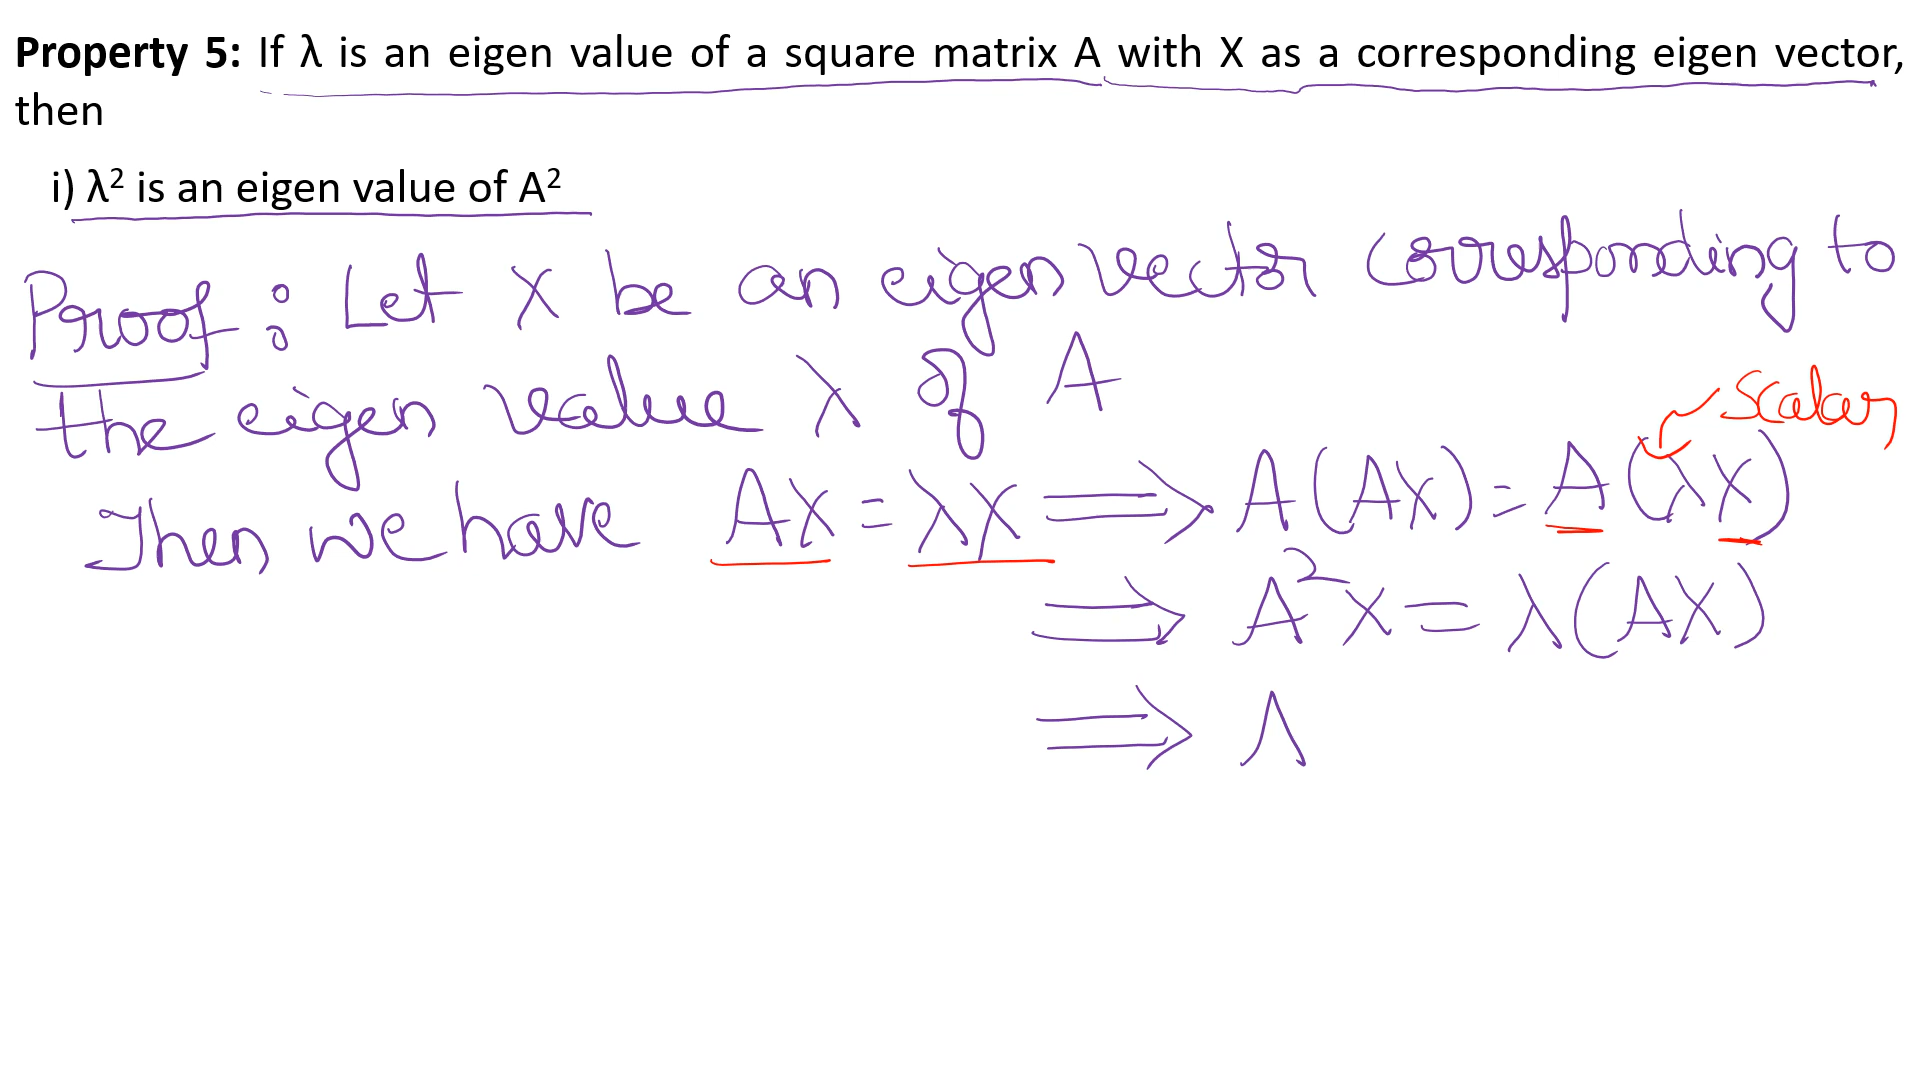 Property 5: If λ is an eigen value of a square matrix A with X as a corresponding eigen vector,
then
i) λ² is an eigen value of A²
Proof : Let X be an eigen vector corresponding to
the eigen value λ of A
Scalar
Then we have AX = λX ⟹ A(AX) = A(λX)
⟹ A²X = λ(AX)
⟹